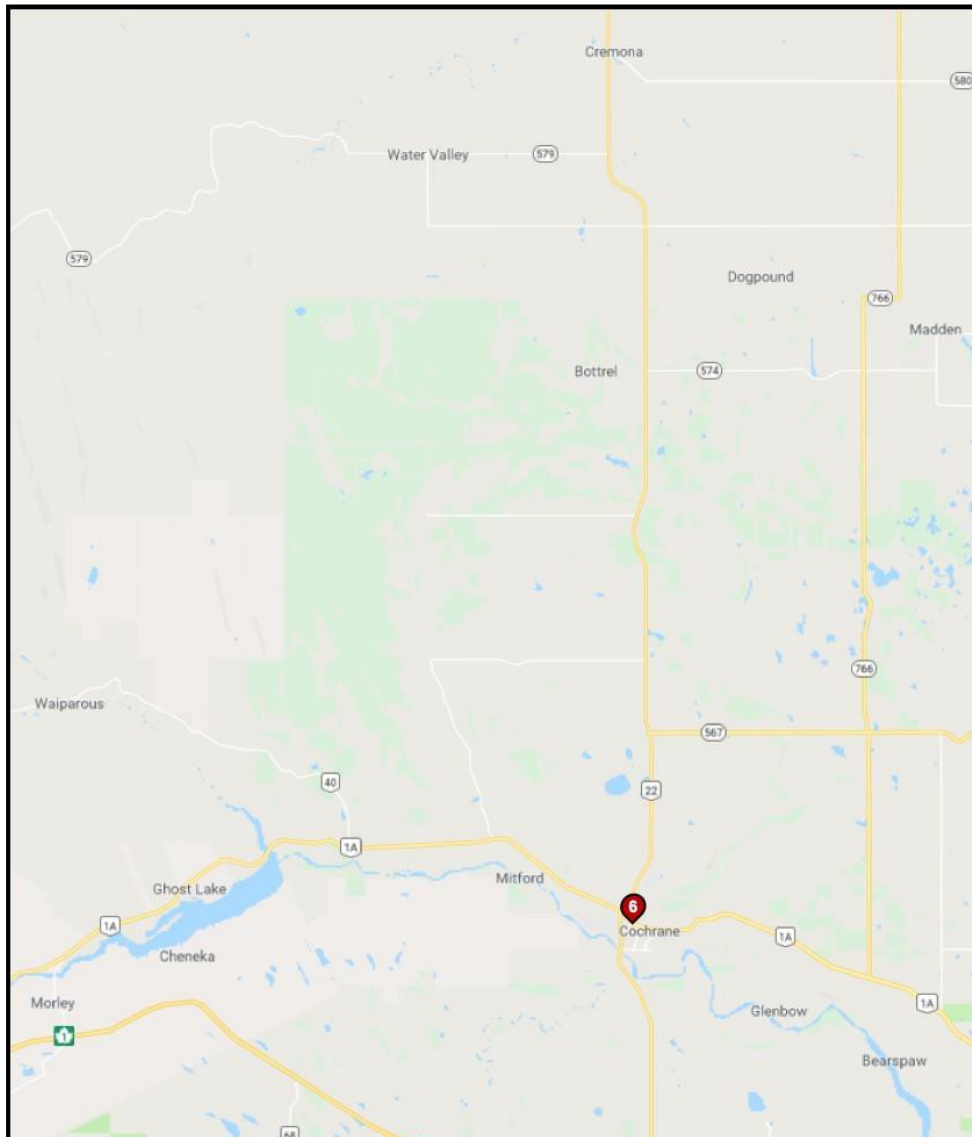 Cremona
580
Water Valley
579
579
Dogpound
766
Madden
Bottrel
574
766
Waiparous
567
40
22
1A
Mitford
Ghost Lake
6
1A
Cochrane
1A
Cheneka
Morley
1A
Glenbow
1
Bearspaw
68